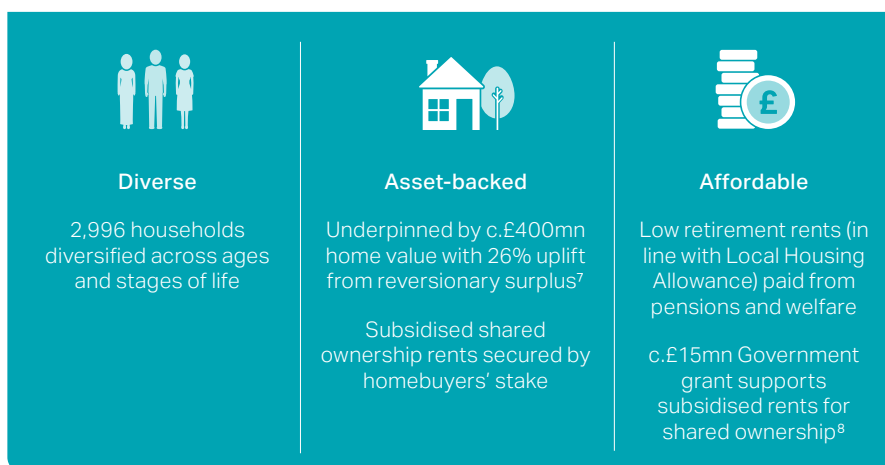 £
Diverse
2,996 households
diversified across ages
and stages of life
Asset-backed
Underpinned by c.£400mn
home value with 26% uplift
from reversionary surplus⁷
Subsidised shared
ownership rents secured by
homebuyers’ stake
Affordable
Low retirement rents (in
line with Local Housing
Allowance) paid from
pensions and welfare
c.£15mn Government
grant supports
subsidised rents for
shared ownership⁸